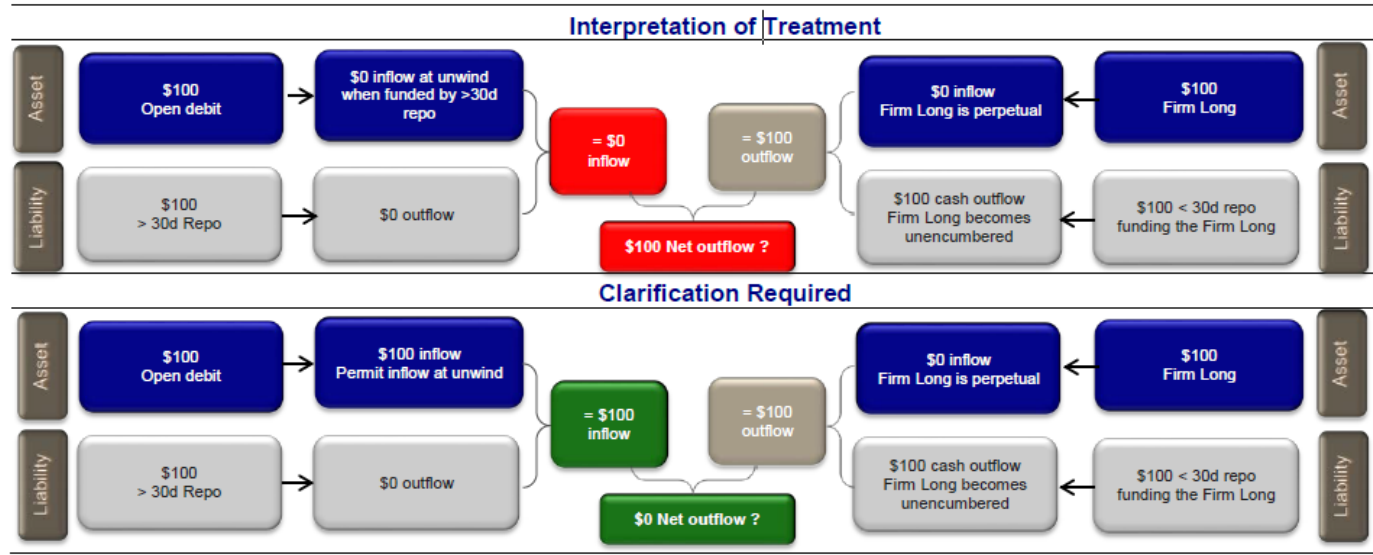 Interpretation of Treatment
Asset
$100
Open debit
$0 inflow at unwind
when funded by >30d
repo
= $0
inflow
= $100
outflow
$0 inflow
Firm Long is perpetual
$100
Firm Long
Asset
Liability
$100
> 30d Repo
$0 outflow
$100 Net outflow ?
$100 cash outflow
Firm Long becomes
unencumbered
$100 < 30d repo
funding the Firm Long
Liability
Clarification Required
Asset
$100
Open debit
$100 inflow
Permit inflow at unwind
= $100
inflow
= $100
outflow
$0 inflow
Firm Long is perpetual
$100
Firm Long
Asset
Liability
$100
> 30d Repo
$0 outflow
$0 Net outflow ?
$100 cash outflow
Firm Long becomes
unencumbered
$100 < 30d repo
funding the Firm Long
Liability